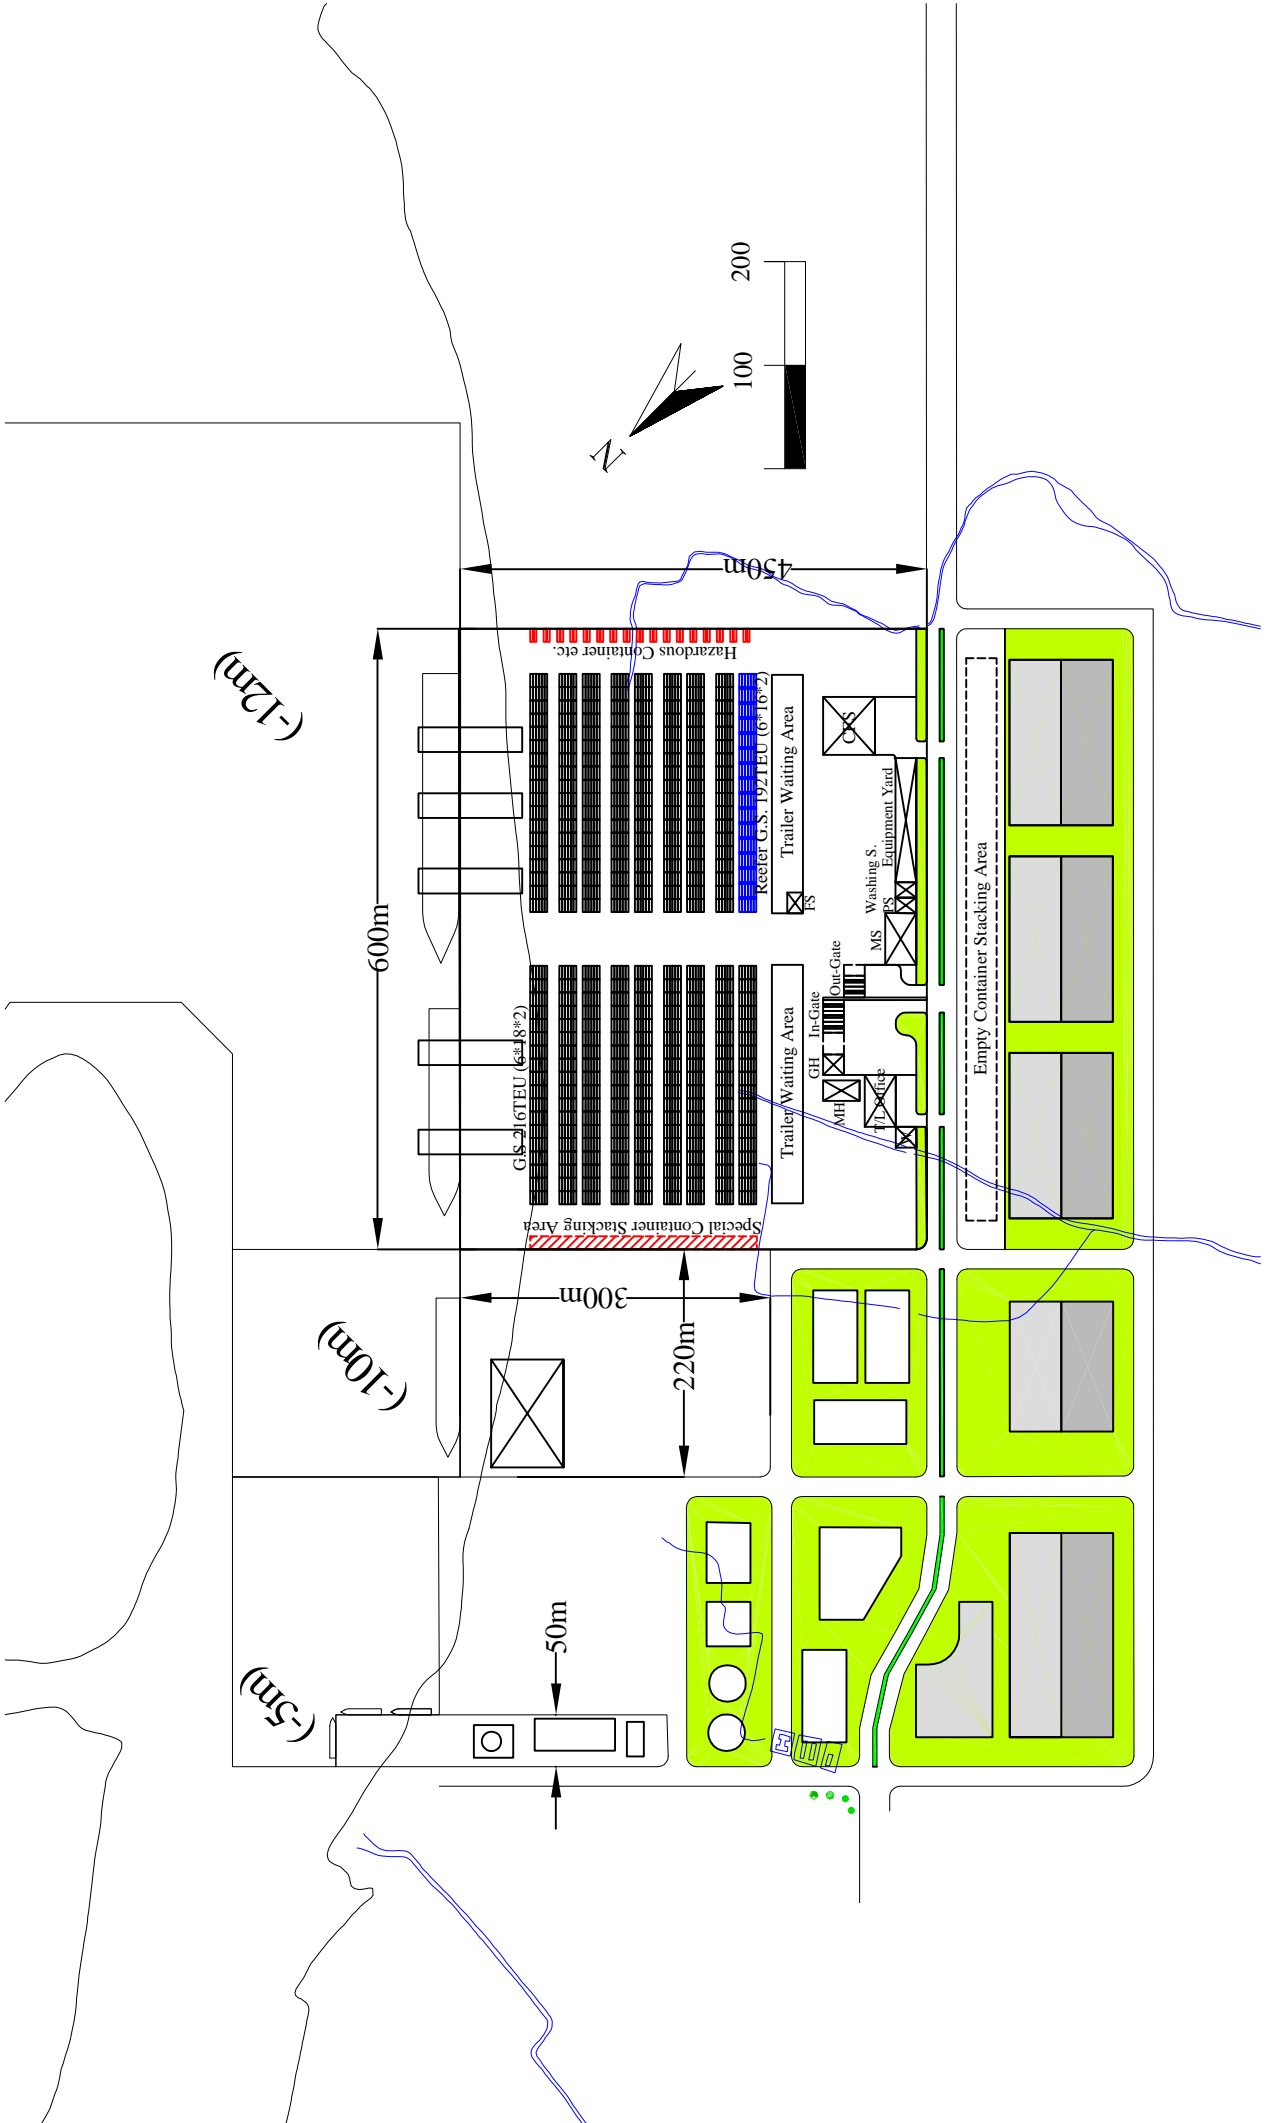 200
100
N
450m
(-12m)
Hazardous Container etc.
Reefer G.S. 192TEU (6*16*2)
Trailer Waiting Area
CFS
Equipment Yard
Washing S.
FS
PS
MS
600m
Out-Gate
In-Gate
GH
MH
T/L Office
Empty Container Stacking Area
G.S.216TEU (6*18*2)
Trailer Waiting Area
Special Container Stacking Area
300m
220m
(-10m)
50m
(-5m)